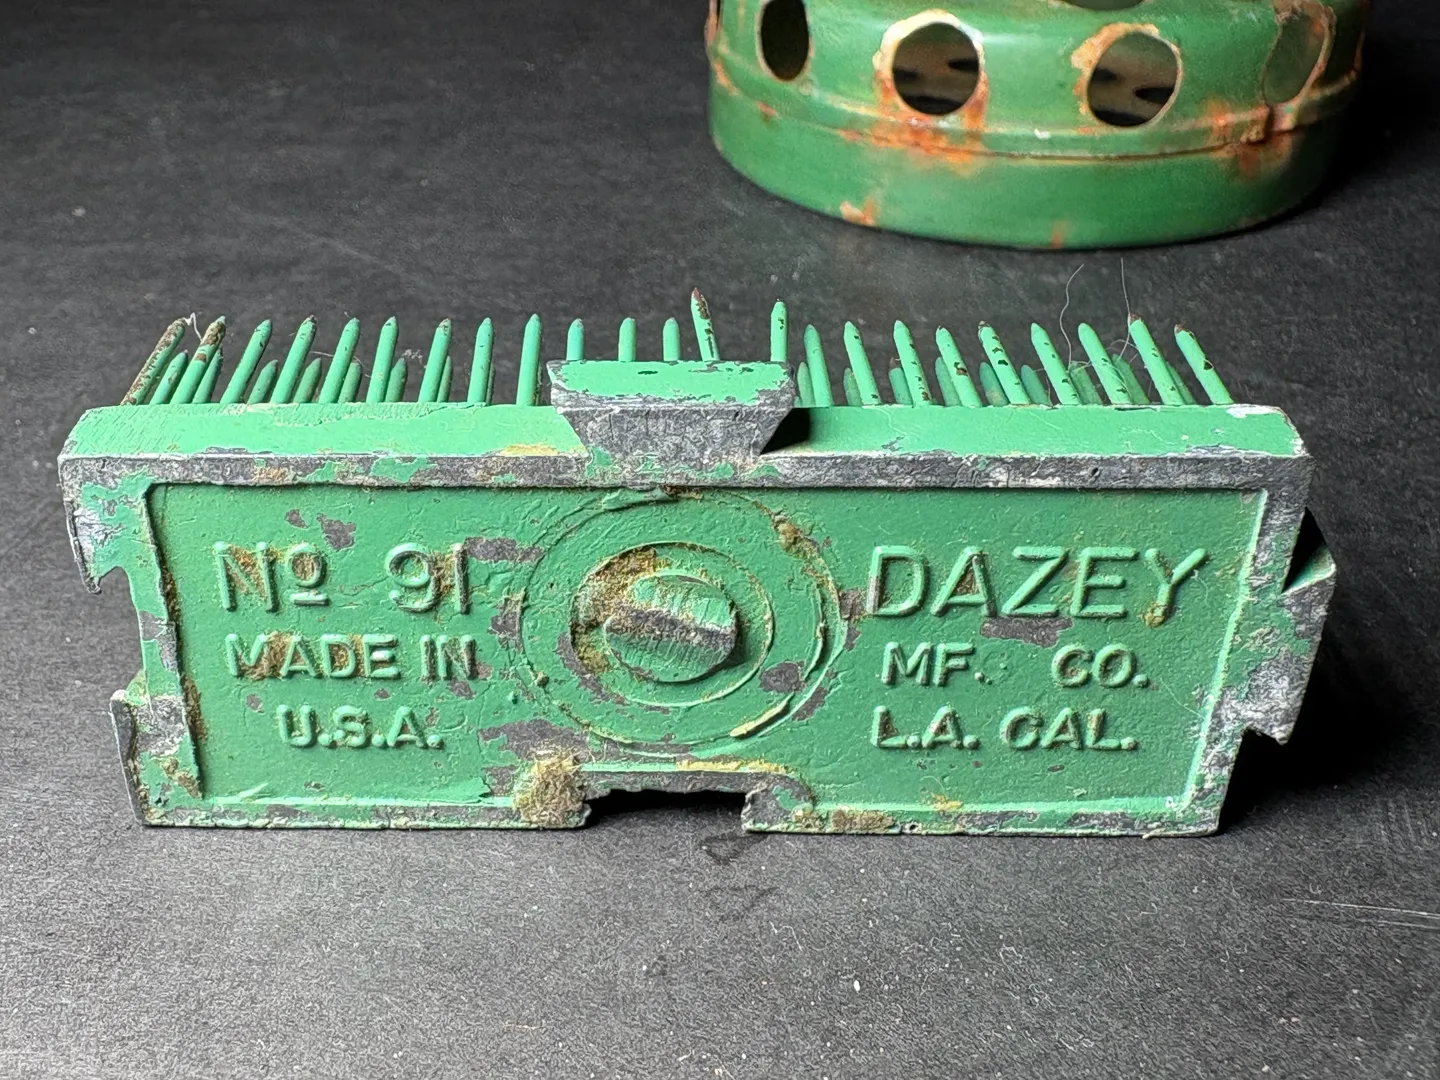 Nº 91
MADE IN
U.S.A.
DAZEY
MF. CO.
L.A. CAL.